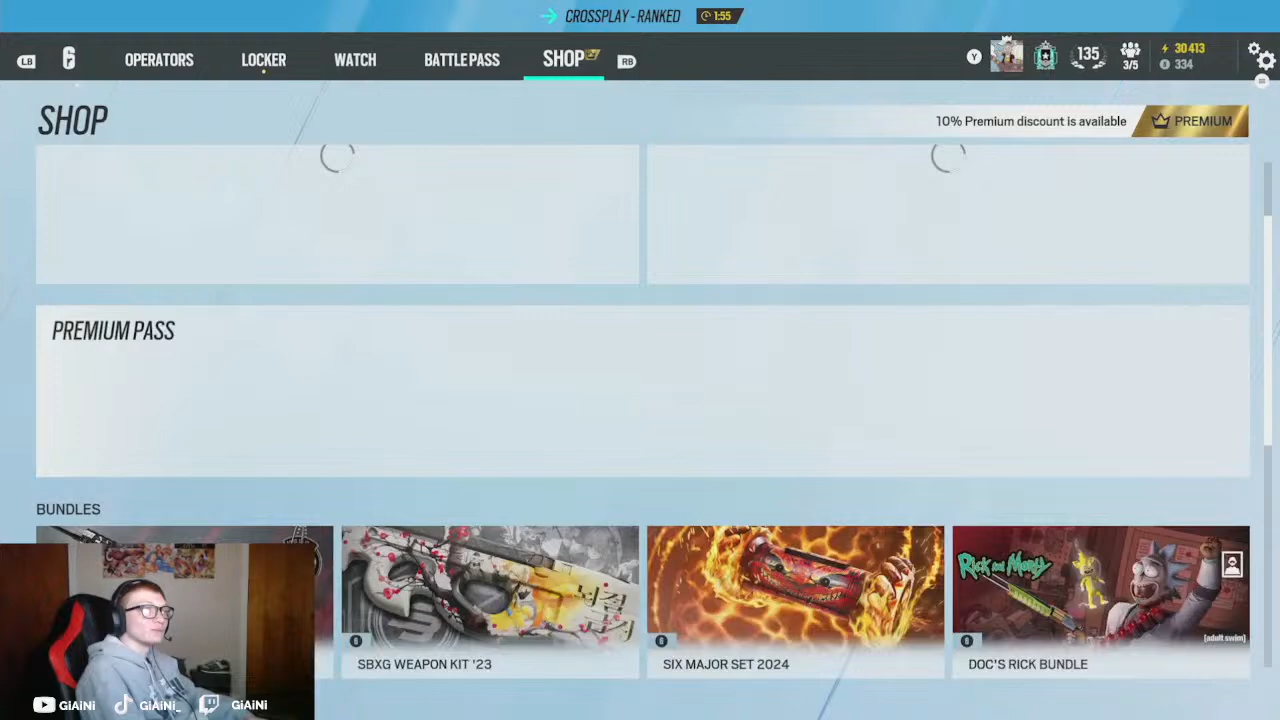 CROSSPLAY - RANKED 1:55
LB 6 OPERATORS LOCKER WATCH BATTLE PASS SHOP RB Y 135 3/5 30 413 334
SHOP
10% Premium discount is available PREMIUM
PREMIUM PASS
BUNDLES
Rick and Morty
[adult swim]
SBXG WEAPON KIT '23
SIX MAJOR SET 2024
DOC'S RICK BUNDLE
GiAiNi GiAiNi_ GiAiNi